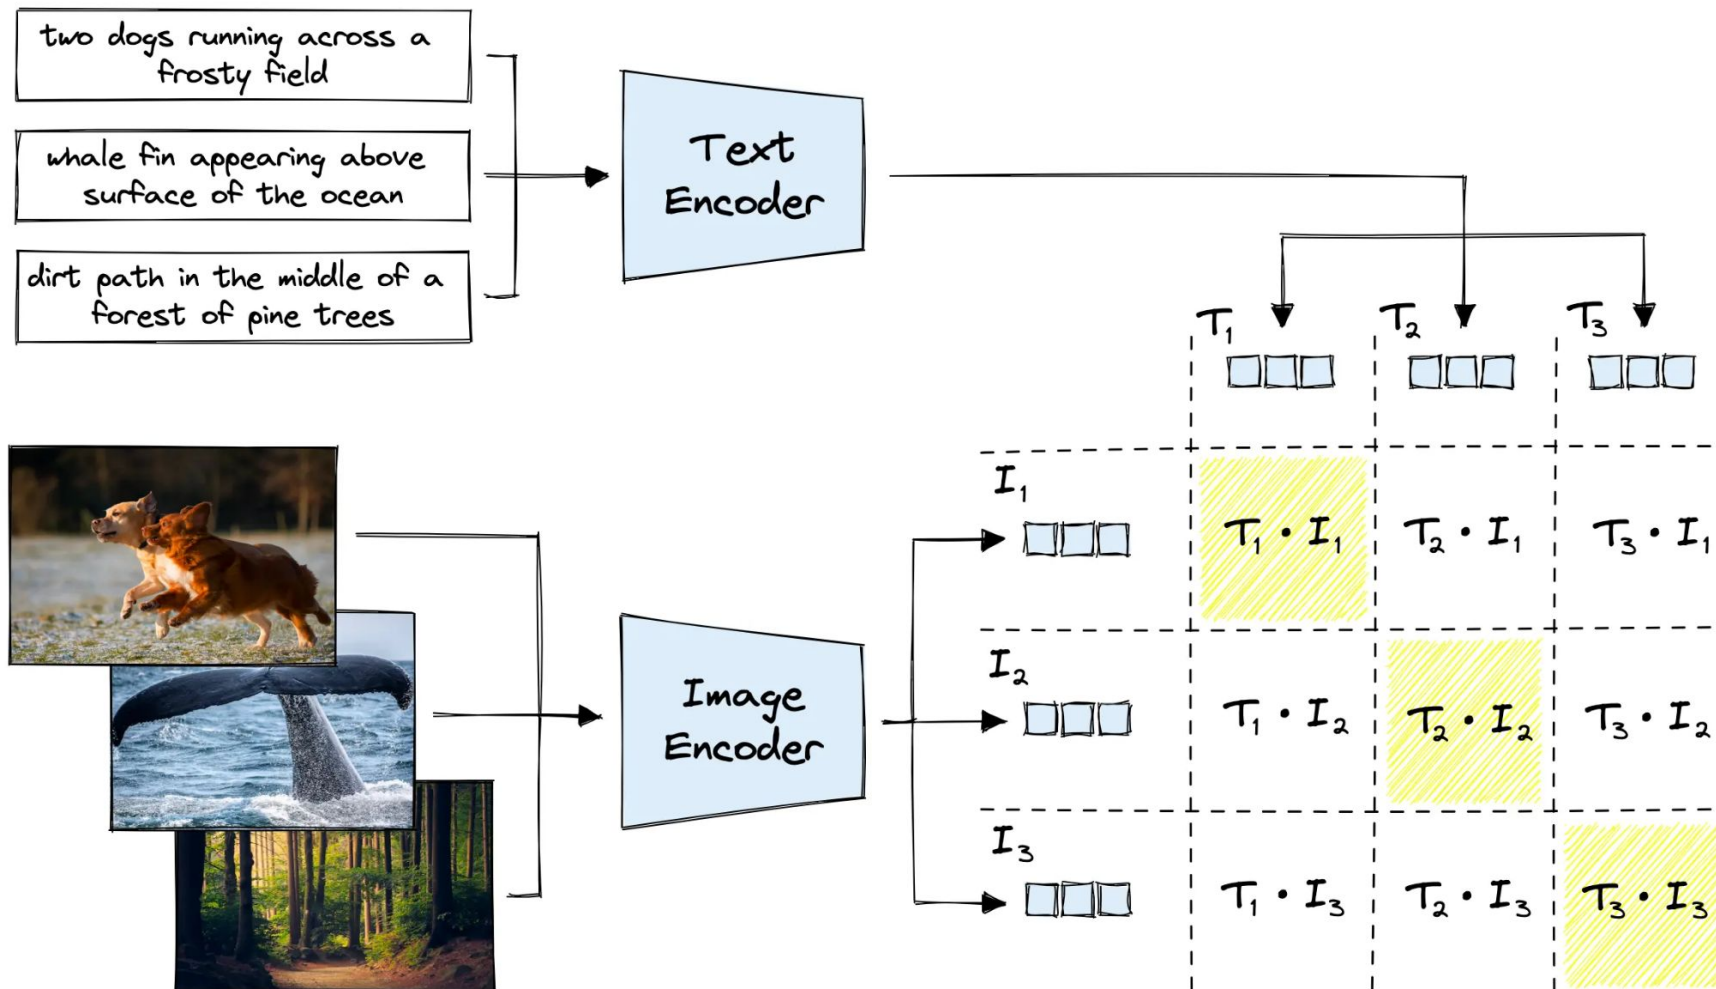 two dogs running across a
frosty field
whale fin appearing above
surface of the ocean
dirt path in the middle of a
forest of pine trees
Text
Encoder
T₁ T₂ T₃
Image
Encoder
I₁
T₁ · I₁ T₂ · I₁ T₃ · I₁
I₂
T₁ · I₂ T₂ · I₂ T₃ · I₂
I₃
T₁ · I₃ T₂ · I₃ T₃ · I₃